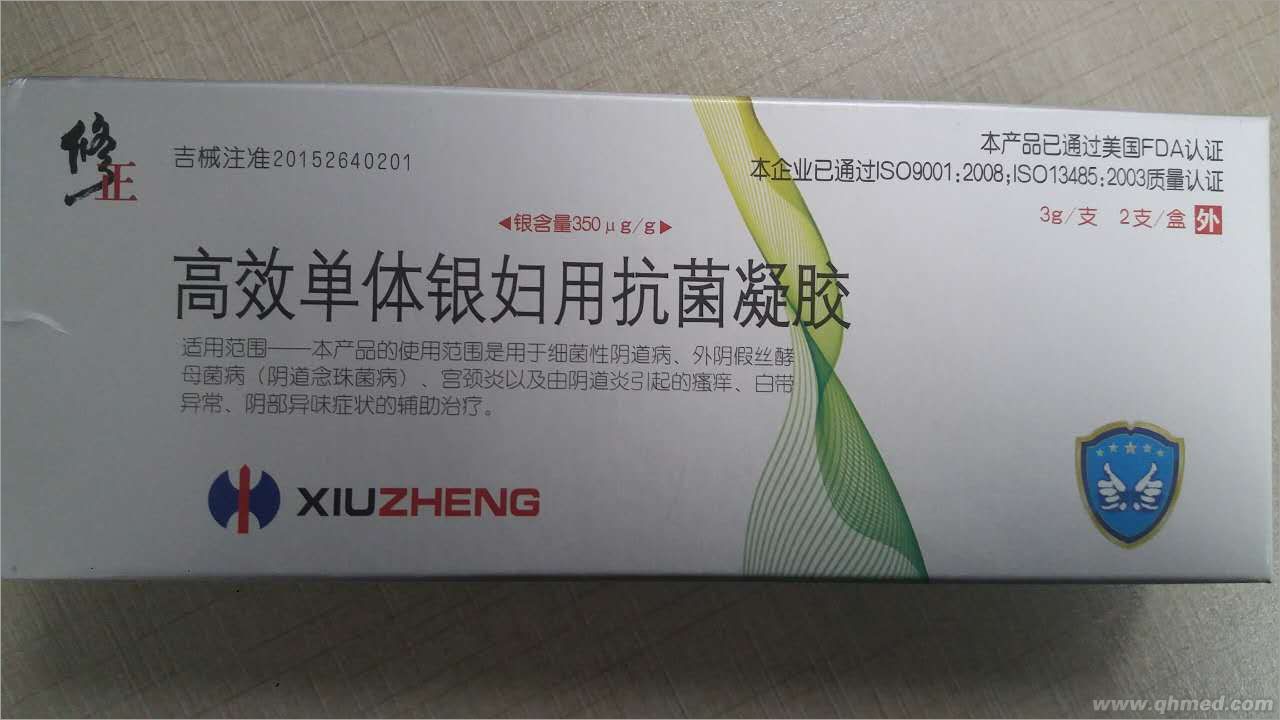 修正
吉械注准20152640201
本产品已通过美国FDA认证
本企业已通过ISO9001:2008;ISO13485:2003质量认证
3g/支 2支/盒 外
◀银含量350μg/g▶
高效单体银妇用抗菌凝胶
适用范围——本产品的使用范围是用于细菌性阴道病、外阴假丝酵
母菌病（阴道念珠菌病）、宫颈炎以及由阴道炎引起的瘙痒、白带
异常、阴部异味症状的辅助治疗。
XIUZHENG
www.qhmed.com